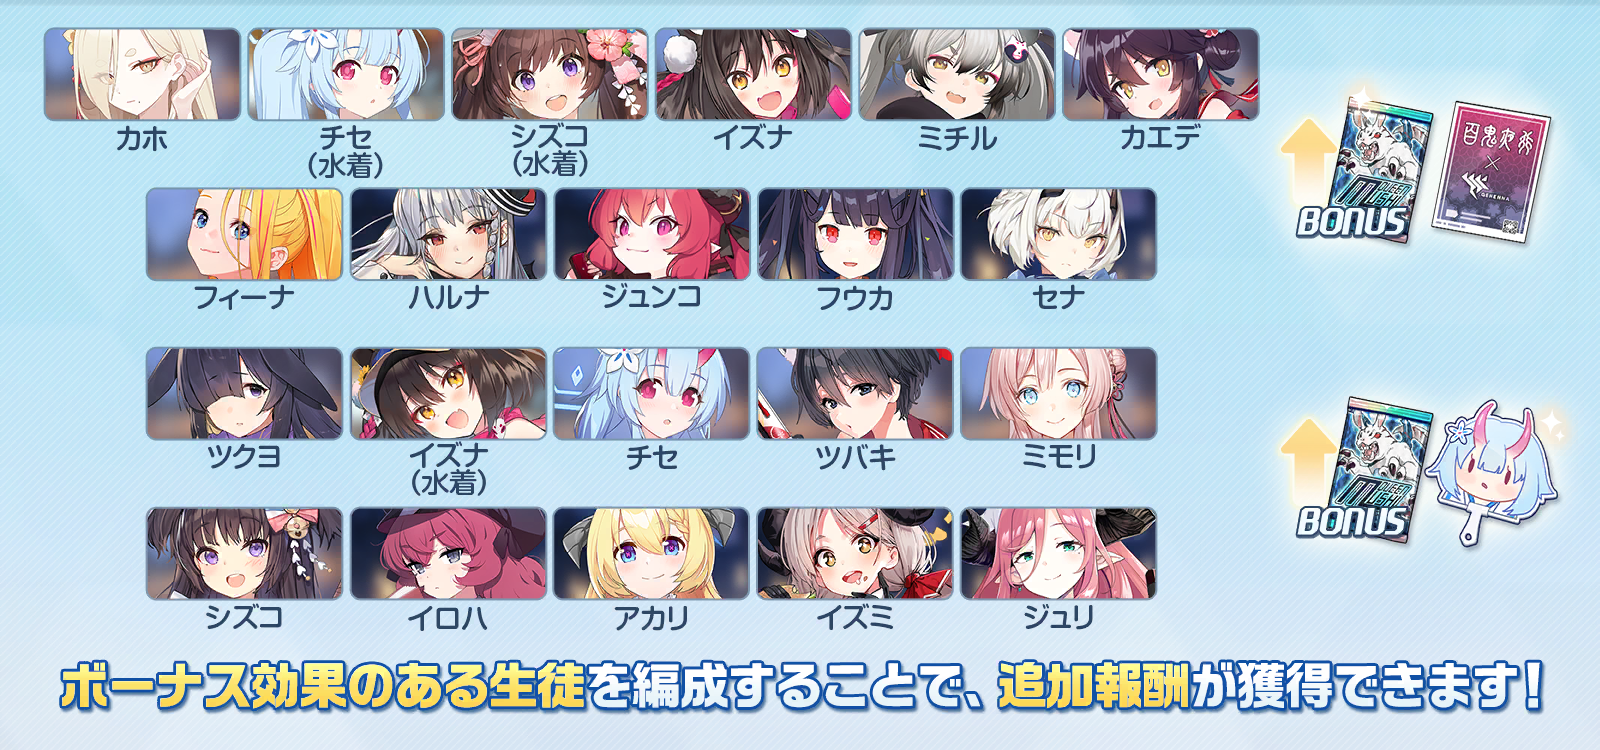 カホ
チセ
(水着)
シズコ
(水着)
イズナ
ミチル
カエデ
百鬼夜行
×
GEHENNA
BONUS
フィーナ
ハルナ
ジュンコ
フウカ
セナ
ツクヨ
イズナ
(水着)
チセ
ツバキ
ミモリ
BONUS
シズコ
イロハ
アカリ
イズミ
ジュリ
ボーナス効果のある生徒を編成することで、追加報酬が獲得できます!